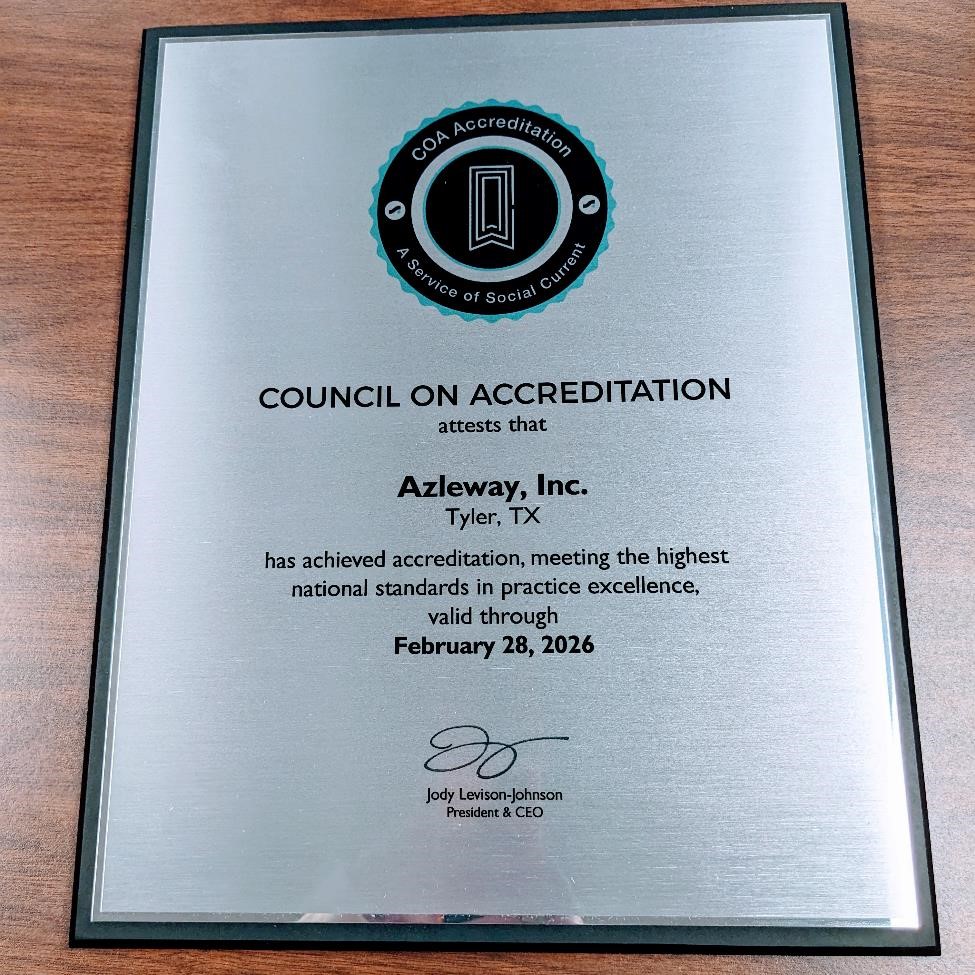 COA Accreditation
A Service of Social Current
COUNCIL ON ACCREDITATION
attests that
Azleway, Inc.
Tyler, TX
has achieved accreditation, meeting the highest
national standards in practice excellence,
valid through
February 28, 2026
Jody Levison-Johnson
President & CEO